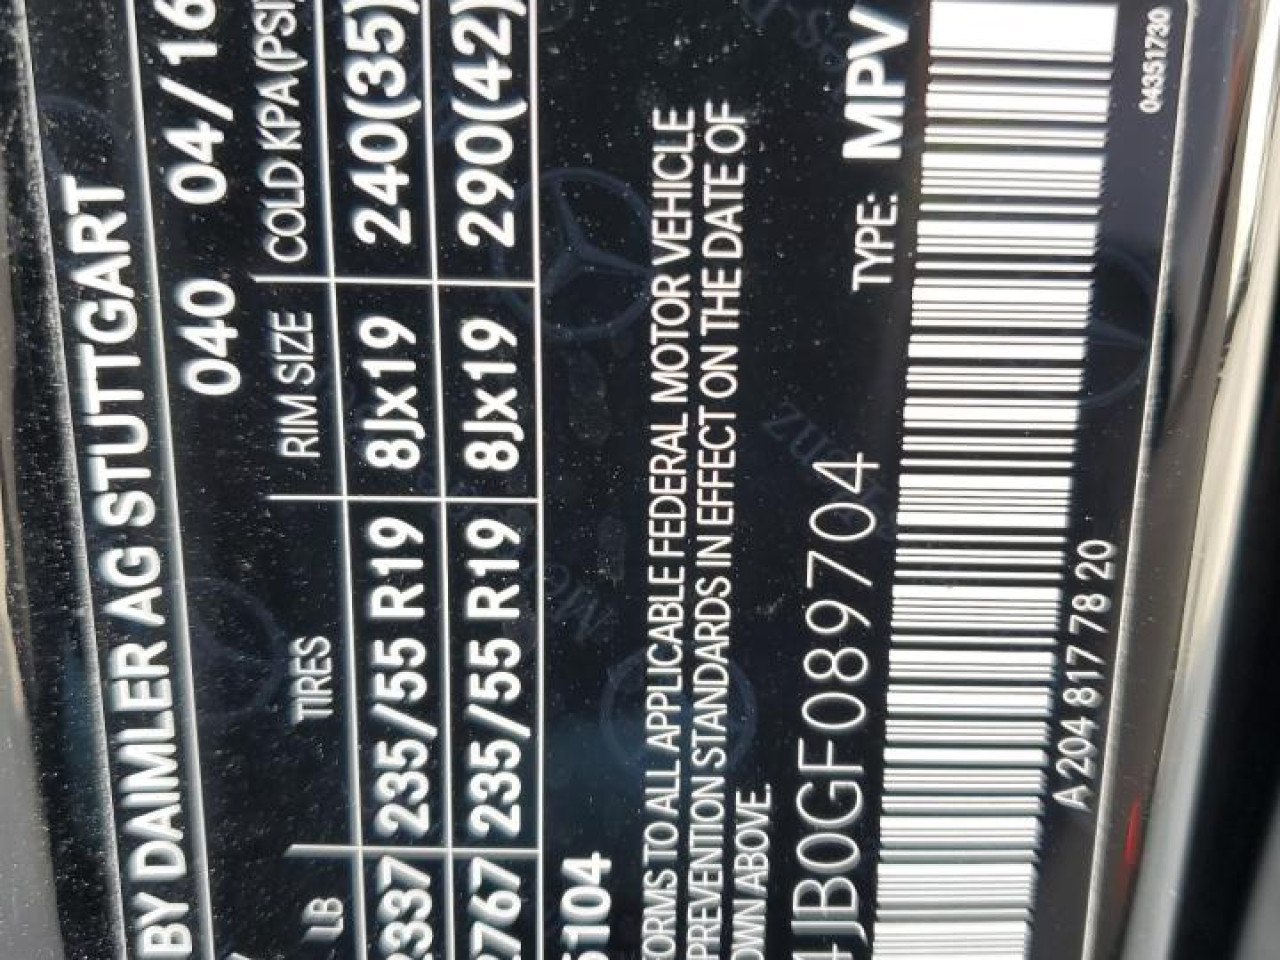 BY DAIMLER AG STUTTGART
040 04/16
LB TIRES RIM SIZE COLD KPA (PSI)
2337 235/55 R19 8Jx19 240(35)
2767 235/55 R19 8Jx19 290(42)
5104
FORMS TO ALL APPLICABLE FEDERAL MOTOR VEHICLE
PREVENTION STANDARDS IN EFFECT ON THE DATE OF
OWN ABOVE.
4JB0GF089704 TYPE: MPV
A 204 817 78 20
04351730